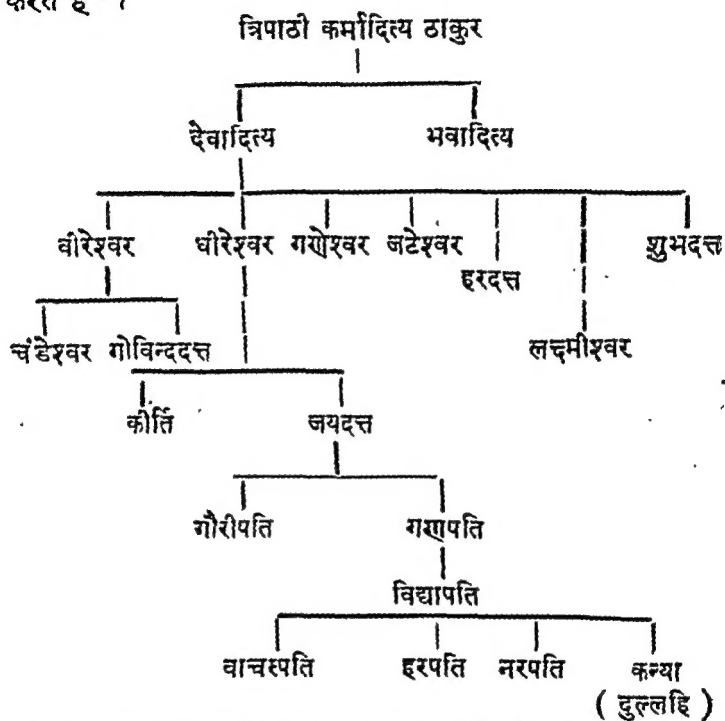 करते हैं –।
त्रिपाठी कर्मादित्य ठाकुर
देवादित्य भवादित्य
वीरेश्वर धीरेश्वर गणेश्वर जटेश्वर हरदत्त लक्ष्मीश्वर शुभदत्त
चंडेश्वर गोविन्ददत्त
कीर्ति जयदत्त
गौरीपति गणपति
विद्यापति
वाचस्पति हरपति नरपति कन्या
( दुल्लहि )